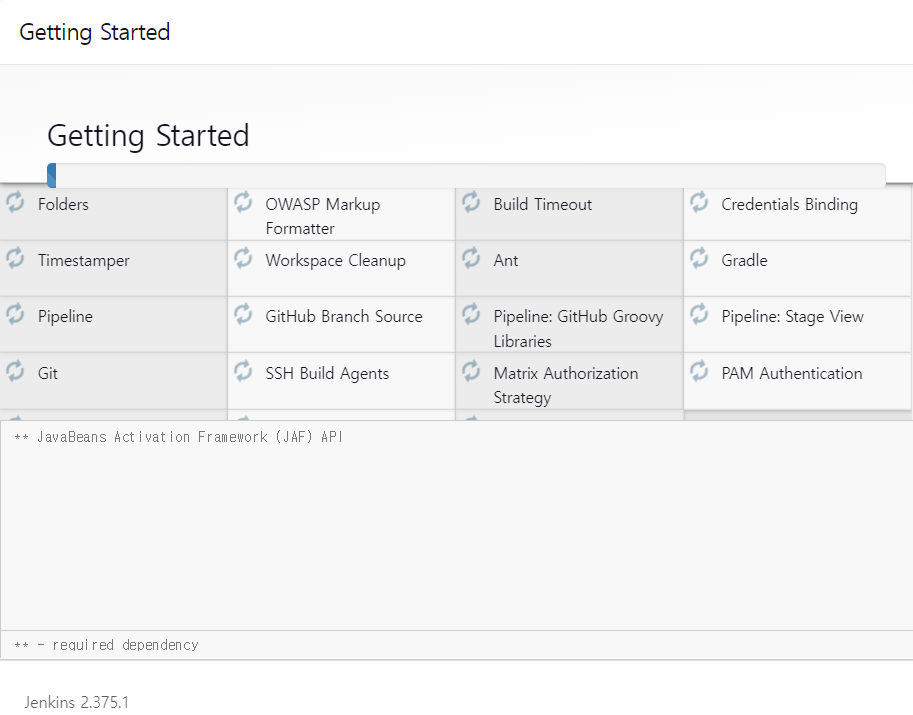 Getting Started
Getting Started
Folders
OWASP Markup
Formatter
Build Timeout
Credentials Binding
Timestamper
Workspace Cleanup
Ant
Gradle
Pipeline
GitHub Branch Source
Pipeline: GitHub Groovy
Libraries
Pipeline: Stage View
Git
SSH Build Agents
Matrix Authorization
Strategy
PAM Authentication
** JavaBeans Activation Framework (JAF) API
** - required dependency
Jenkins 2.375.1